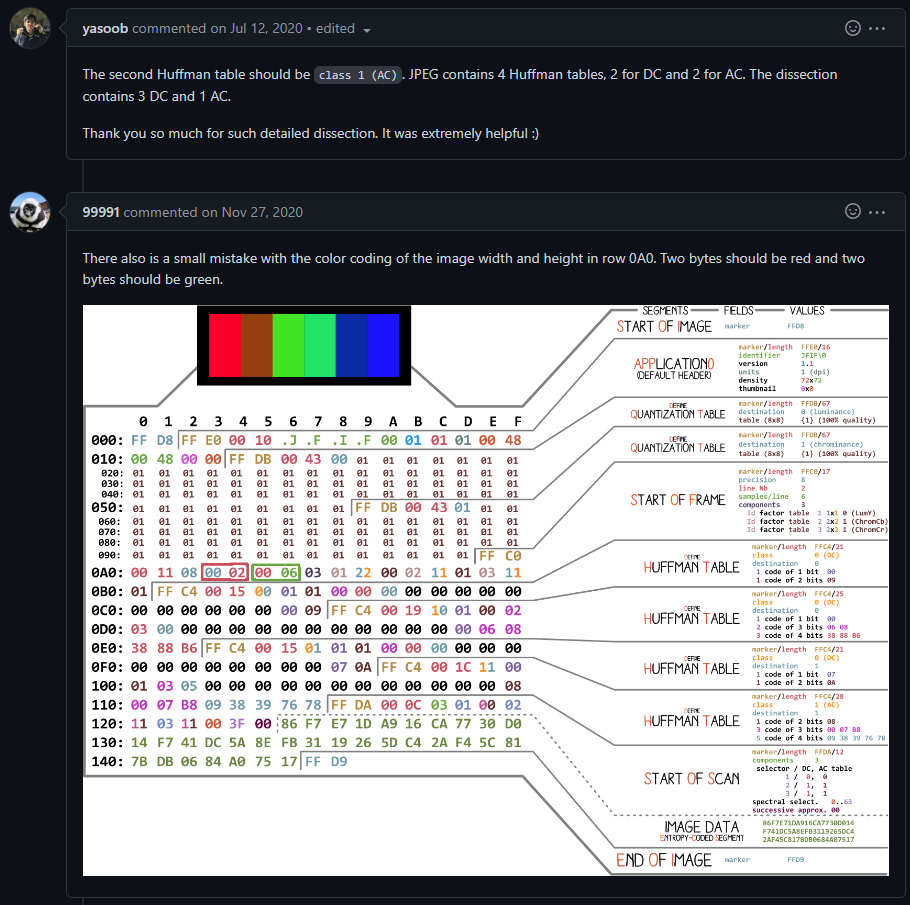 yasoob commented on Jul 12, 2020 • edited
The second Huffman table should be class 1 (AC). JPEG contains 4 Huffman tables, 2 for DC and 2 for AC. The dissection
contains 3 DC and 1 AC.
Thank you so much for such detailed dissection. It was extremely helpful :)
99991 commented on Nov 27, 2020
There also is a small mistake with the color coding of the image width and height in row 0A0. Two bytes should be red and two
bytes should be green.
0 1 2 3 4 5 6 7 8 9 A B C D E F
000: FF D8 FF E0 00 10 .J .F .I .F 00 01 01 01 00 48
010: 00 48 00 00 FF DB 00 43 00 01 01 01 01 01 01 01
020: 01 01 01 01 01 01 01 01 01 01 01 01 01 01 01 01
030: 01 01 01 01 01 01 01 01 01 01 01 01 01 01 01 01
040: 01 01 01 01 01 01 01 01 01 01 01 01 01 01 01 01
050: 01 01 01 01 01 01 01 01 01 FF DB 00 43 01 01 01
060: 01 01 01 01 01 01 01 01 01 01 01 01 01 01 01 01
070: 01 01 01 01 01 01 01 01 01 01 01 01 01 01 01 01
080: 01 01 01 01 01 01 01 01 01 01 01 01 01 01 01 01
090: 01 01 01 01 01 01 01 01 01 01 01 01 01 01 FF C0
0A0: 00 11 08 00 02 00 06 03 01 22 00 02 11 01 03 11
0B0: 01 FF C4 00 15 00 01 01 00 00 00 00 00 00 00 00
0C0: 00 00 00 00 00 00 00 09 FF C4 00 19 10 01 00 02
0D0: 03 00 00 00 00 00 00 00 00 00 00 00 00 00 06 08
0E0: 38 88 B6 FF C4 00 15 01 01 01 00 00 00 00 00 00
0F0: 00 00 00 00 00 00 00 00 07 0A FF C4 00 1C 11 00
100: 01 03 05 00 00 00 00 00 00 00 00 00 00 00 00 08
110: 00 07 B8 09 38 39 76 78 FF DA 00 0C 03 01 00 02
120: 11 03 11 00 3F 00 86 F7 E7 1D A9 16 CA 77 30 D0
130: 14 F7 41 DC 5A 8E FB 31 19 26 5D C4 2A F4 5C 81
140: 7B DB 06 84 A0 75 17 FF D9
SEGMENTS FIELDS VALUES
START OF IMAGE marker FFD8
APPLICATION0
(DEFAULT HEADER)
marker/length FFE0/16
identifier JFIF\0
version 1.1
units 1 (dpi)
density 72x72
thumbnail 0x0
DEFINE
QUANTIZATION TABLE
marker/length FFDB/67
destination 0 (luminance)
table (8x8) {1} (100% quality)
DEFINE
QUANTIZATION TABLE
marker/length FFDB/67
destination 1 (chrominance)
table (8x8) {1} (100% quality)
START OF FRAME
marker/length FFC0/17
precision 8
line Nb 2
samples/line 6
components 3
Id factor table 1 1x1 0 (LumY)
Id factor table 2 2x2 1 (ChromCb)
Id factor table 3 2x2 1 (ChromCr)
DEFINE
HUFFMAN TABLE
marker/length FFC4/21
class 0 (DC)
destination 0
1 code of 1 bit 00
1 code of 2 bits 09
DEFINE
HUFFMAN TABLE
marker/length FFC4/25
class 0 (DC)
destination 0
1 code of 1 bit 00
2 code of 3 bits 06 08
3 code of 4 bits 38 88 B6
DEFINE
HUFFMAN TABLE
marker/length FFC4/21
class 0 (DC)
destination 1
1 code of 1 bit 07
1 code of 2 bits 0A
DEFINE
HUFFMAN TABLE
marker/length FFC4/28
class 1 (AC)
destination 1
1 code of 2 bits 08
3 code of 3 bits 00 07 B8
5 code of 4 bits 09 38 39 76 78
START OF SCAN
marker/length FFDA/12
components 3
selector / DC, AC table
1 / 0, 0
2 / 1, 1
3 / 1, 1
spectral select. 0..63
successive approx. 00
IMAGE DATA
ENTROPY-CODED SEGMENT
86F7E71DA916CA7730D014
F741DC5A8EFB3119265DC4
2AF45C817BDB0684A07517
END OF IMAGE marker FFD9